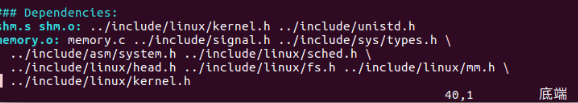 ### Dependencies:
shm.s shm.o: ../include/linux/kernel.h ../include/unistd.h
memory.o: memory.c ../include/signal.h ../include/sys/types.h \
../include/asm/system.h ../include/linux/sched.h \
../include/linux/head.h ../include/linux/fs.h ../include/linux/mm.h \
../include/linux/kernel.h
40,1 底端